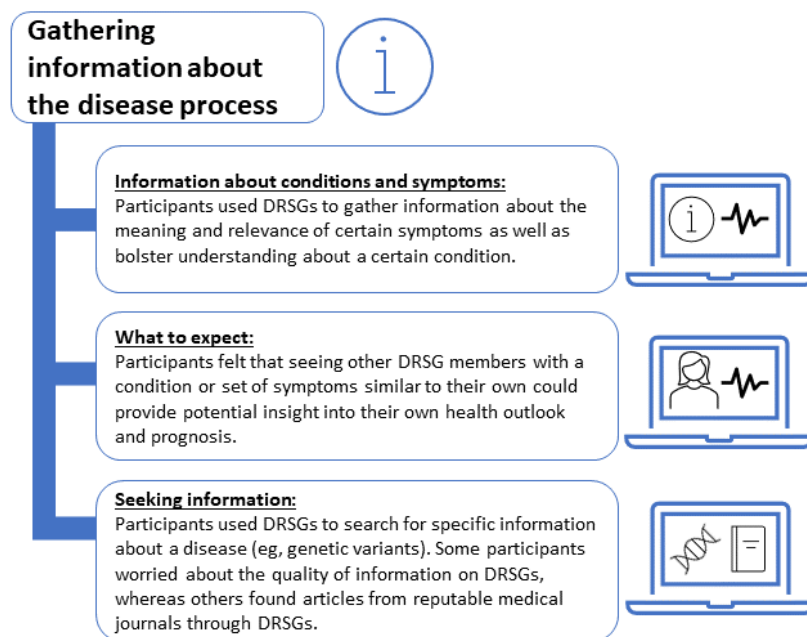 Gathering
information about
the disease process
i
Information about conditions and symptoms:
Participants used DRSGs to gather information about the
meaning and relevance of certain symptoms as well as
bolster understanding about a certain condition.
i
What to expect:
Participants felt that seeing other DRSG members with a
condition or set of symptoms similar to their own could
provide potential insight into their own health outlook
and prognosis.
Seeking information:
Participants used DRSGs to search for specific information
about a disease (eg, genetic variants). Some participants
worried about the quality of information on DRSGs,
whereas others found articles from reputable medical
journals through DRSGs.